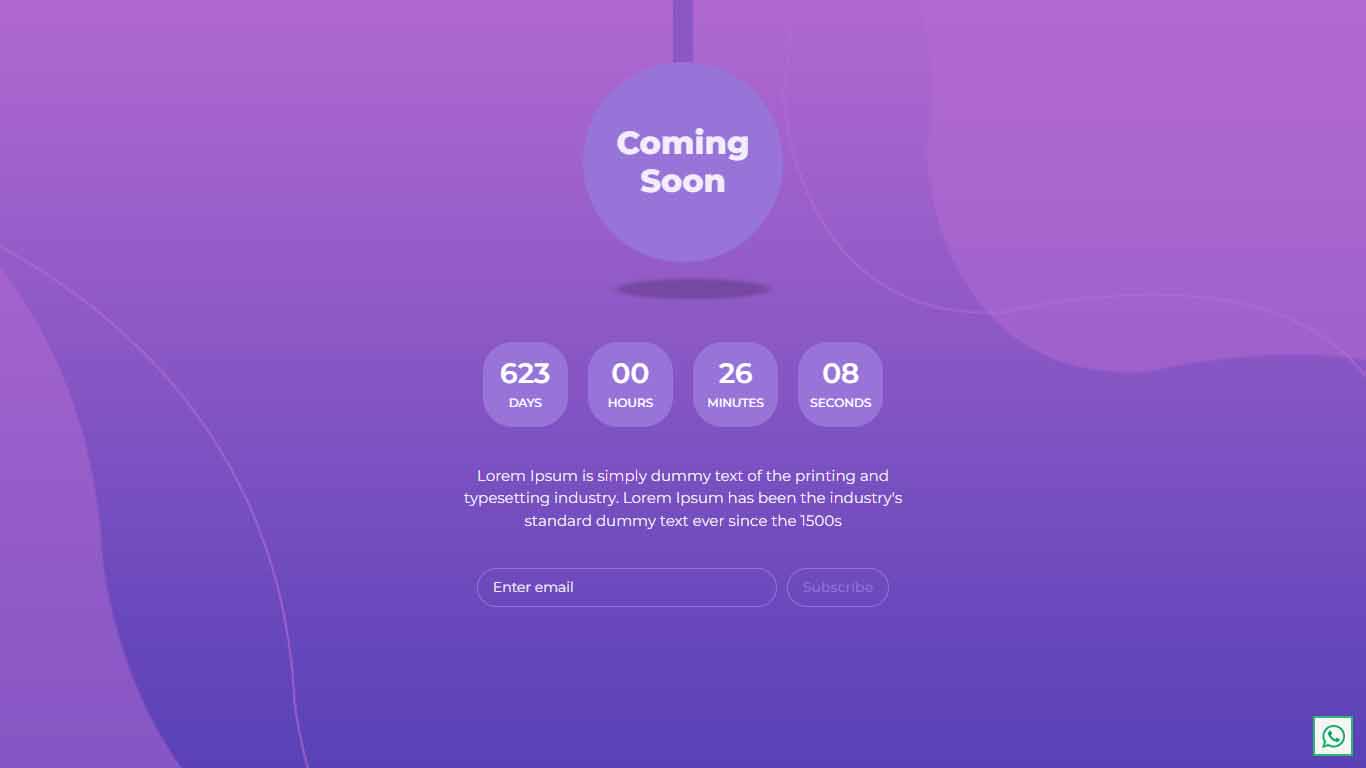 Coming
Soon
623 00 26 08
DAYS HOURS MINUTES SECONDS
Lorem Ipsum is simply dummy text of the printing and
typesetting industry. Lorem Ipsum has been the industry's
standard dummy text ever since the 1500s
Enter email Subscribe